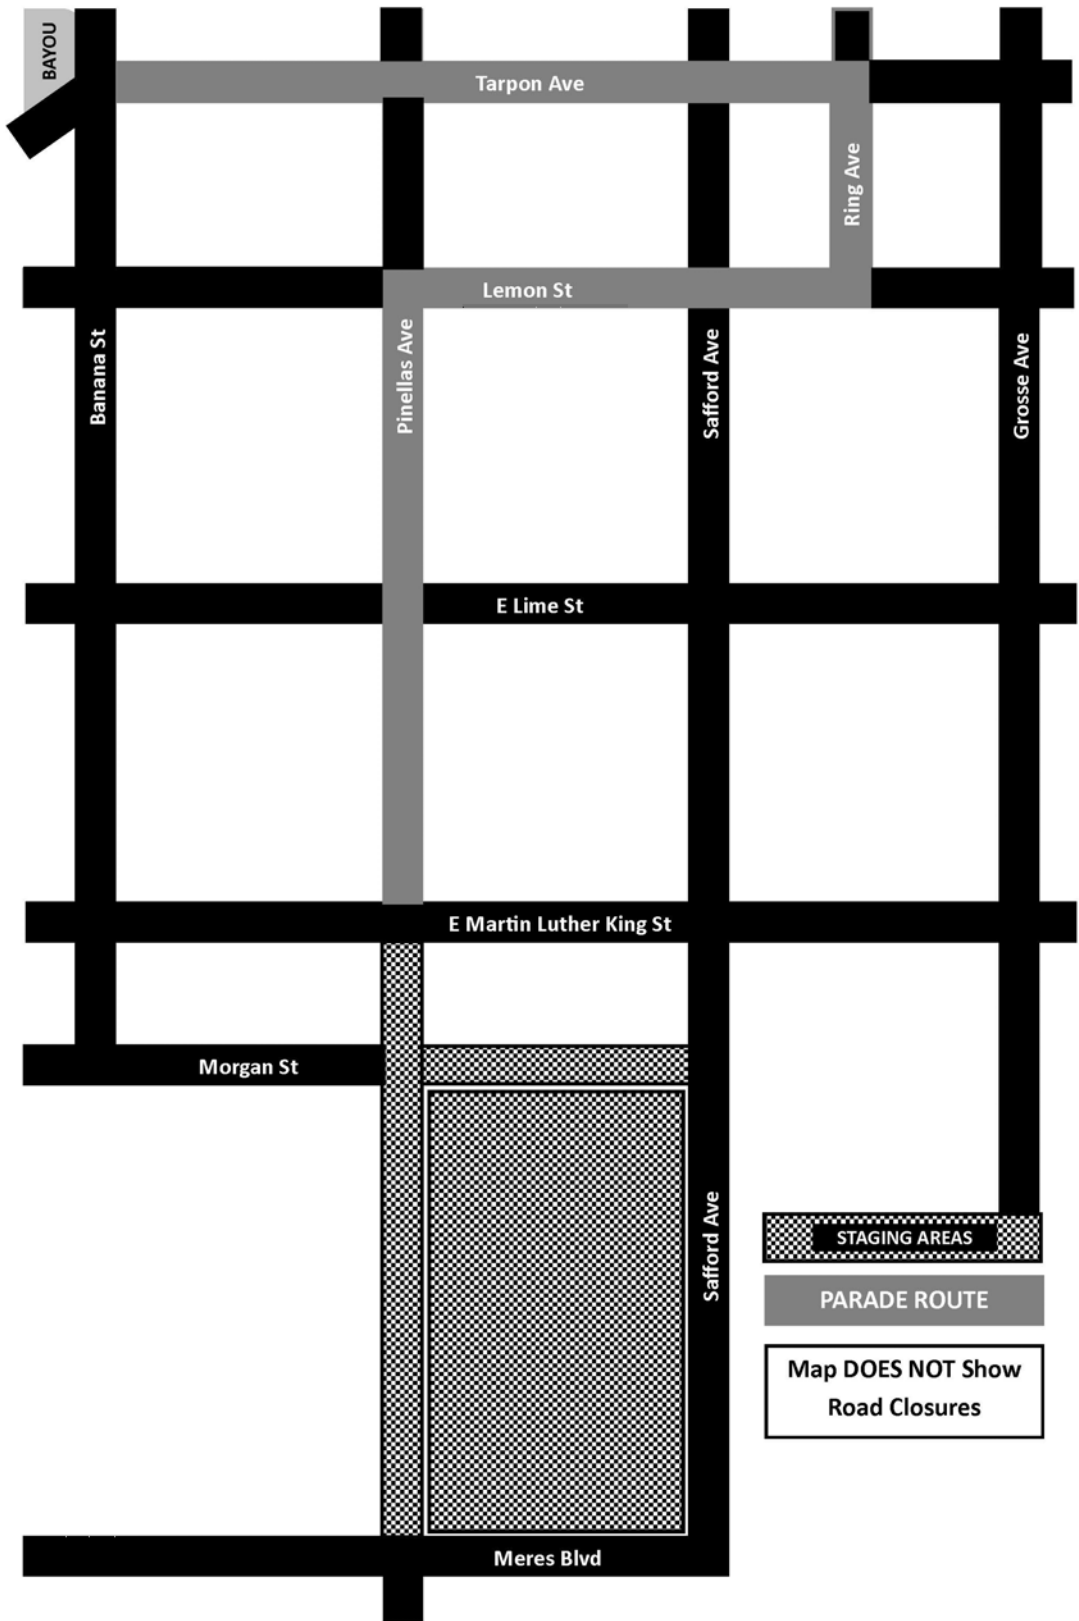 BAYOU
Tarpon Ave
Ring Ave
Lemon St
Banana St
Pinellas Ave
Safford Ave
Grosse Ave
E Lime St
E Martin Luther King St
Morgan St
Safford Ave
STAGING AREAS
PARADE ROUTE
Map DOES NOT Show
Road Closures
Meres Blvd